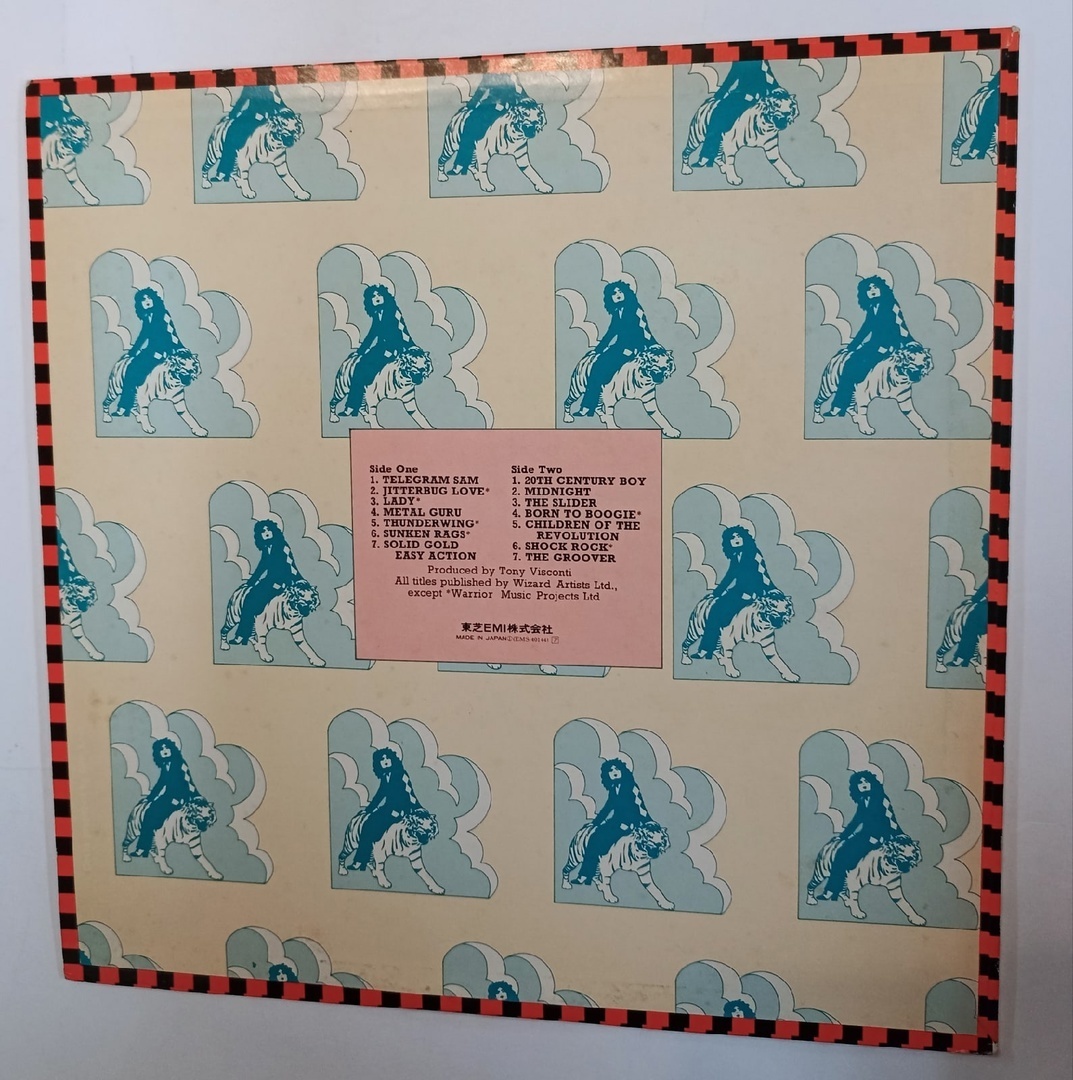 Side One
1. TELEGRAM SAM
2. JITTERBUG LOVE*
3. LADY*
4. METAL GURU
5. THUNDERWING*
6. SUNKEN RAGS*
7. SOLID GOLD
EASY ACTION
Side Two
1. 20TH CENTURY BOY
2. MIDNIGHT
3. THE SLIDER
4. BORN TO BOOGIE*
5. CHILDREN OF THE
REVOLUTION
6. SHOCK ROCK*
7. THE GROOVER
Produced by Tony Visconti
All titles published by Wizard Artists Ltd.,
except *Warrior Music Projects Ltd
東芝EMI株式会社
MADE IN JAPAN